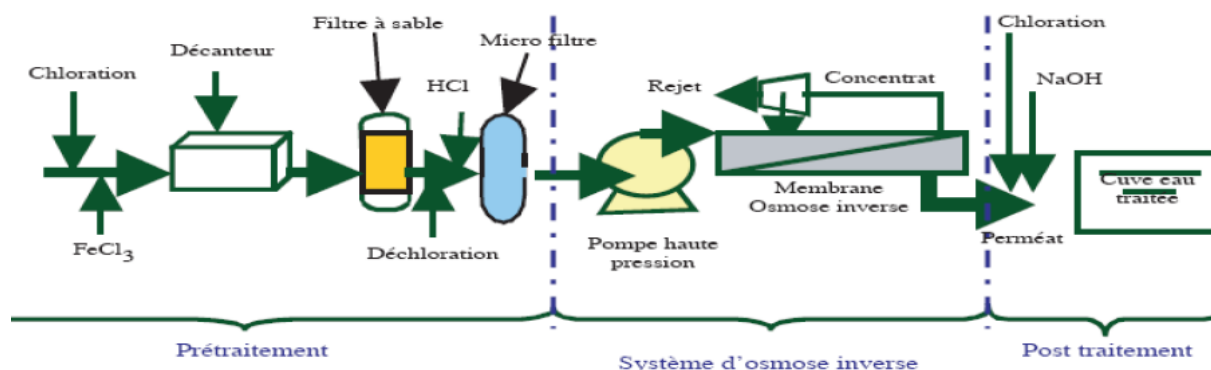 Chloration
Décanteur
Filtre à sable
HCl
Micro filtre
FeCl3
Déchloration
Rejet
Concentrat
Pompe haute
pression
Membrane
Osmose inverse
Chloration
NaOH
Perméat
Cuve eau
traitée
Prétraitement
Système d'osmose inverse
Post traitement